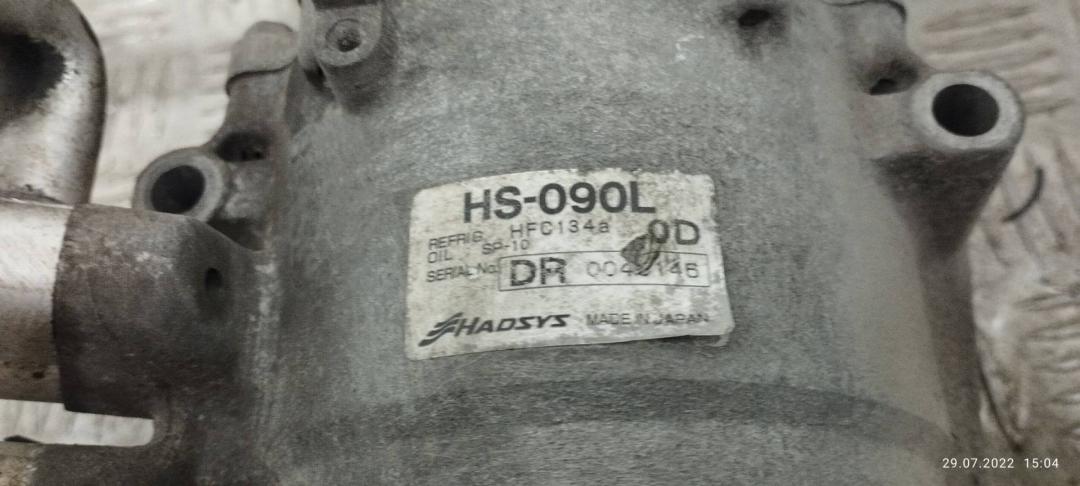 HS-090L
REFRIG. HFC134a
OIL SP-10 0D
SERIAL No. DR
HADSYS MADE IN JAPAN
29.07.2022 15:04